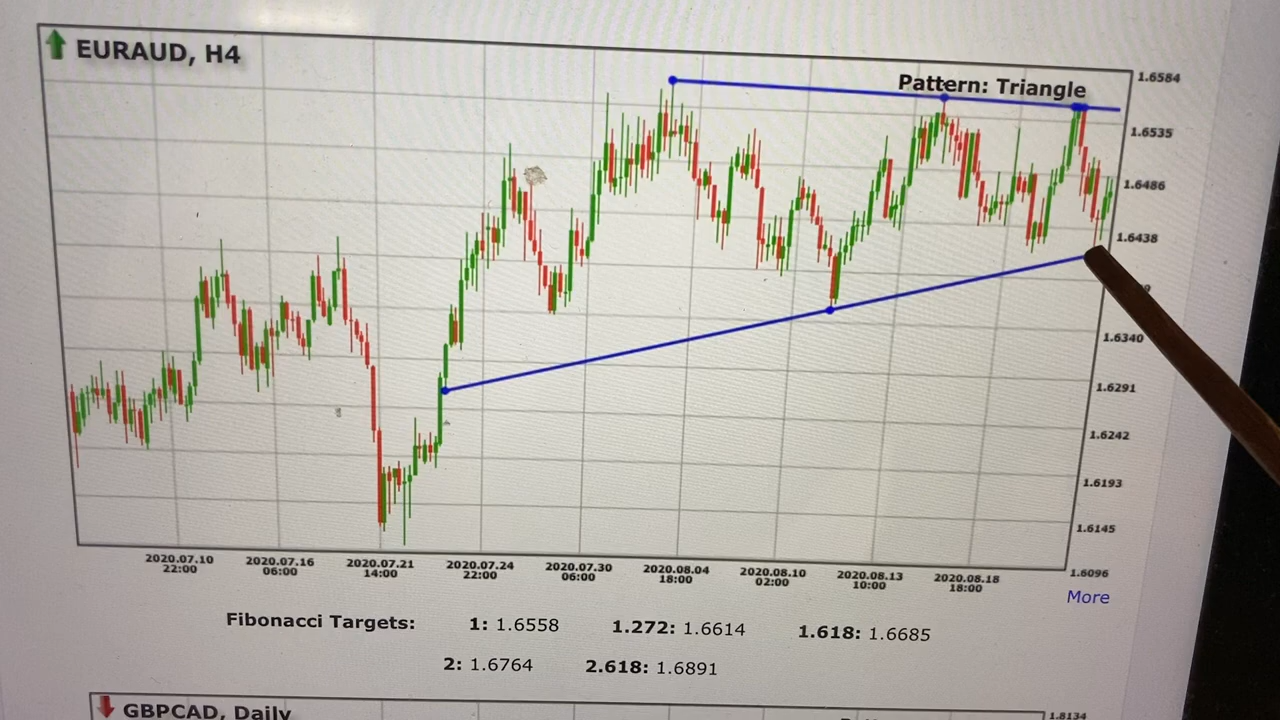 EURAUD, H4
Pattern: Triangle
1.6584
1.6535
1.6486
1.6438
1.6340
1.6291
1.6242
1.6193
1.6145
1.6096
2020.07.10 2020.07.16 2020.07.21 2020.07.24 2020.07.30 2020.08.04 2020.08.10 2020.08.13 2020.08.18
22:00 06:00 14:00 22:00 06:00 18:00 02:00 10:00 18:00
More
Fibonacci Targets: 1: 1.6558 1.272: 1.6614 1.618: 1.6685
2: 1.6764 2.618: 1.6891
GBPCAD, Daily
1.8134